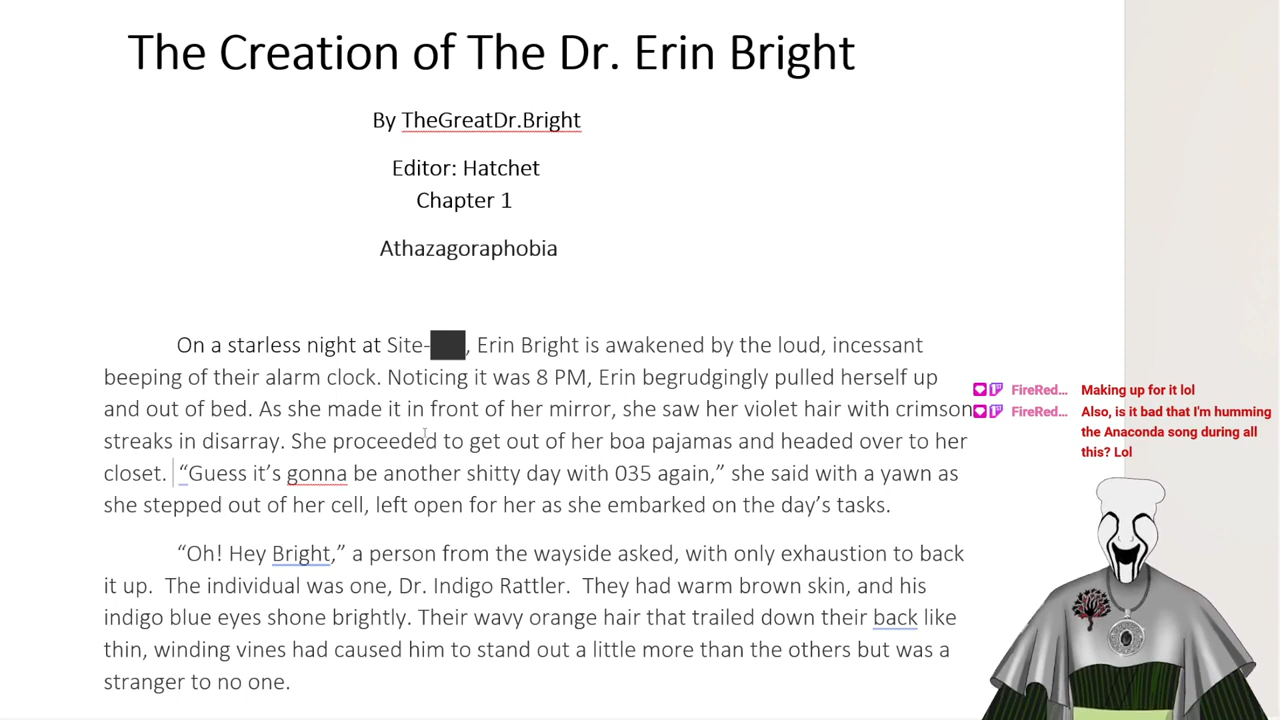 The Creation of The Dr. Erin Bright
By TheGreatDr.Bright
Editor: Hatchet
Chapter 1
Athazagoraphobia
On a starless night at Site-, Erin Bright is awakened by the loud, incessant
beeping of their alarm clock. Noticing it was 8 PM, Erin begrudgingly pulled herself up
and out of bed. As she made it in front of her mirror, she saw her violet hair with crimson
streaks in disarray. She proceeded to get out of her boa pajamas and headed over to her
closet. “Guess it’s gonna be another shitty day with 035 again,” she said with a yawn as
she stepped out of her cell, left open for her as she embarked on the day’s tasks.
“Oh! Hey Bright,” a person from the wayside asked, with only exhaustion to back
it up. The individual was one, Dr. Indigo Rattler. They had warm brown skin, and his
indigo blue eyes shone brightly. Their wavy orange hair that trailed down their back like
thin, winding vines had caused him to stand out a little more than the others but was a
stranger to no one.
FireRed... Making up for it lol
FireRed... Also, is it bad that I'm humming
the Anaconda song during all
this? Lol